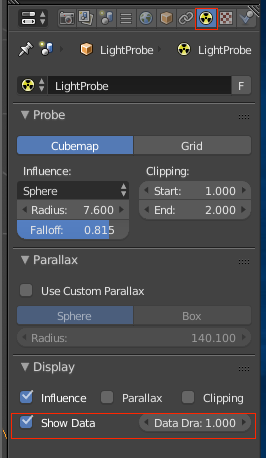 LightProbe LightProbe
LightProbe F
Probe
Cubemap Grid
Influence: Clipping:
Sphere Start: 1.000
Radius: 7.600 End: 2.000
Falloff: 0.815
Parallax
Use Custom Parallax
Sphere Box
Radius: 140.100
Display
Influence Parallax Clipping
Show Data Data Dra: 1.000